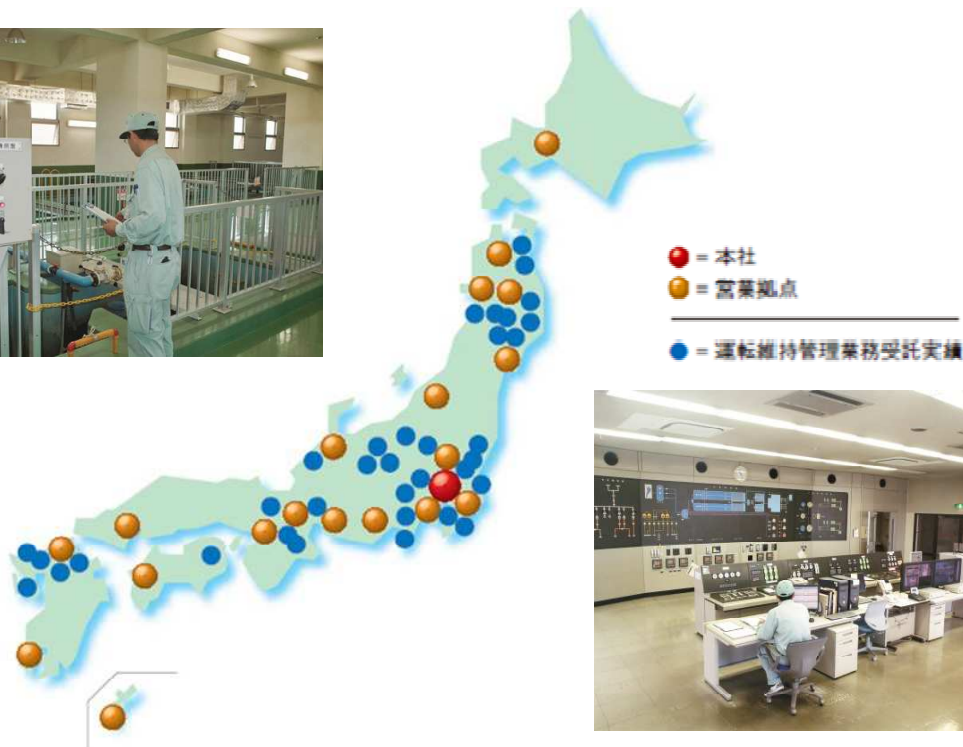 = 本社
= 営業拠点
= 運転維持管理業務受託実績